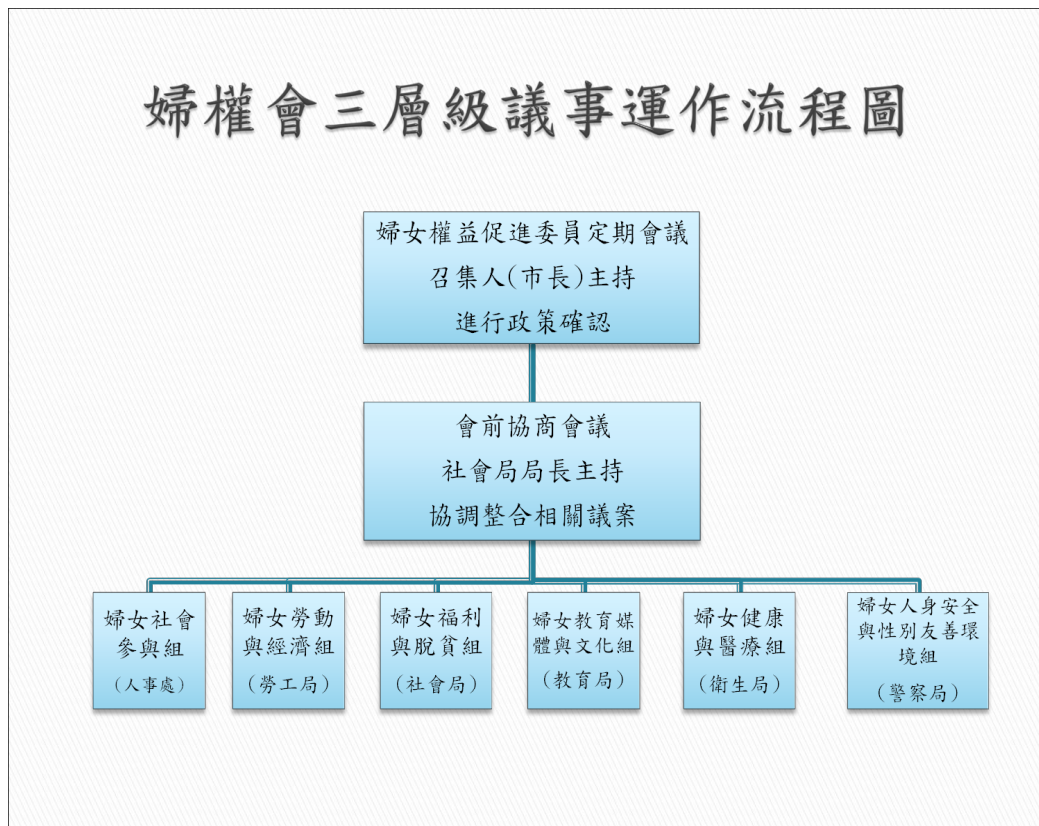 婦權會三層級議事運作流程圖
婦女權益促進委員定期會議
召集人(市長)主持
進行政策確認
會前協商會議
社會局局長主持
協調整合相關議案
婦女社會
參與組
(人事處)
婦女勞動
與經濟組
(勞工局)
婦女福利
與脫貧組
(社會局)
婦女教育媒
體與文化組
(教育局)
婦女健康
與醫療組
(衛生局)
婦女人身安全
與性別友善環
境組
(警察局)